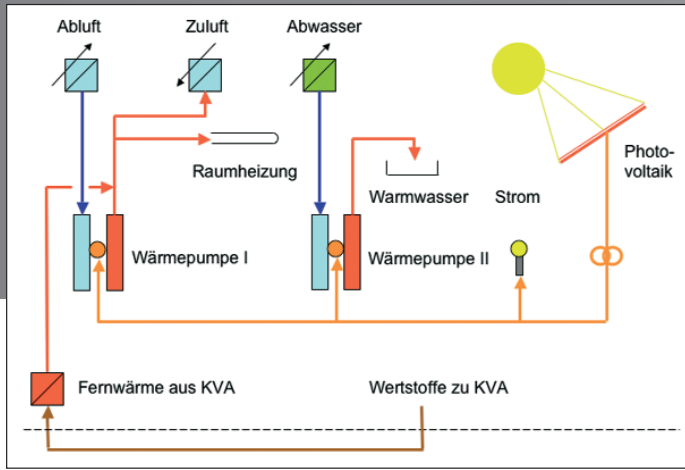 Abluft
Zuluft
Abwasser
Raumheizung
Photo-
voltaik
Warmwasser
Strom
Wärmepumpe I
Wärmepumpe II
Fernwärme aus KVA
Wertstoffe zu KVA